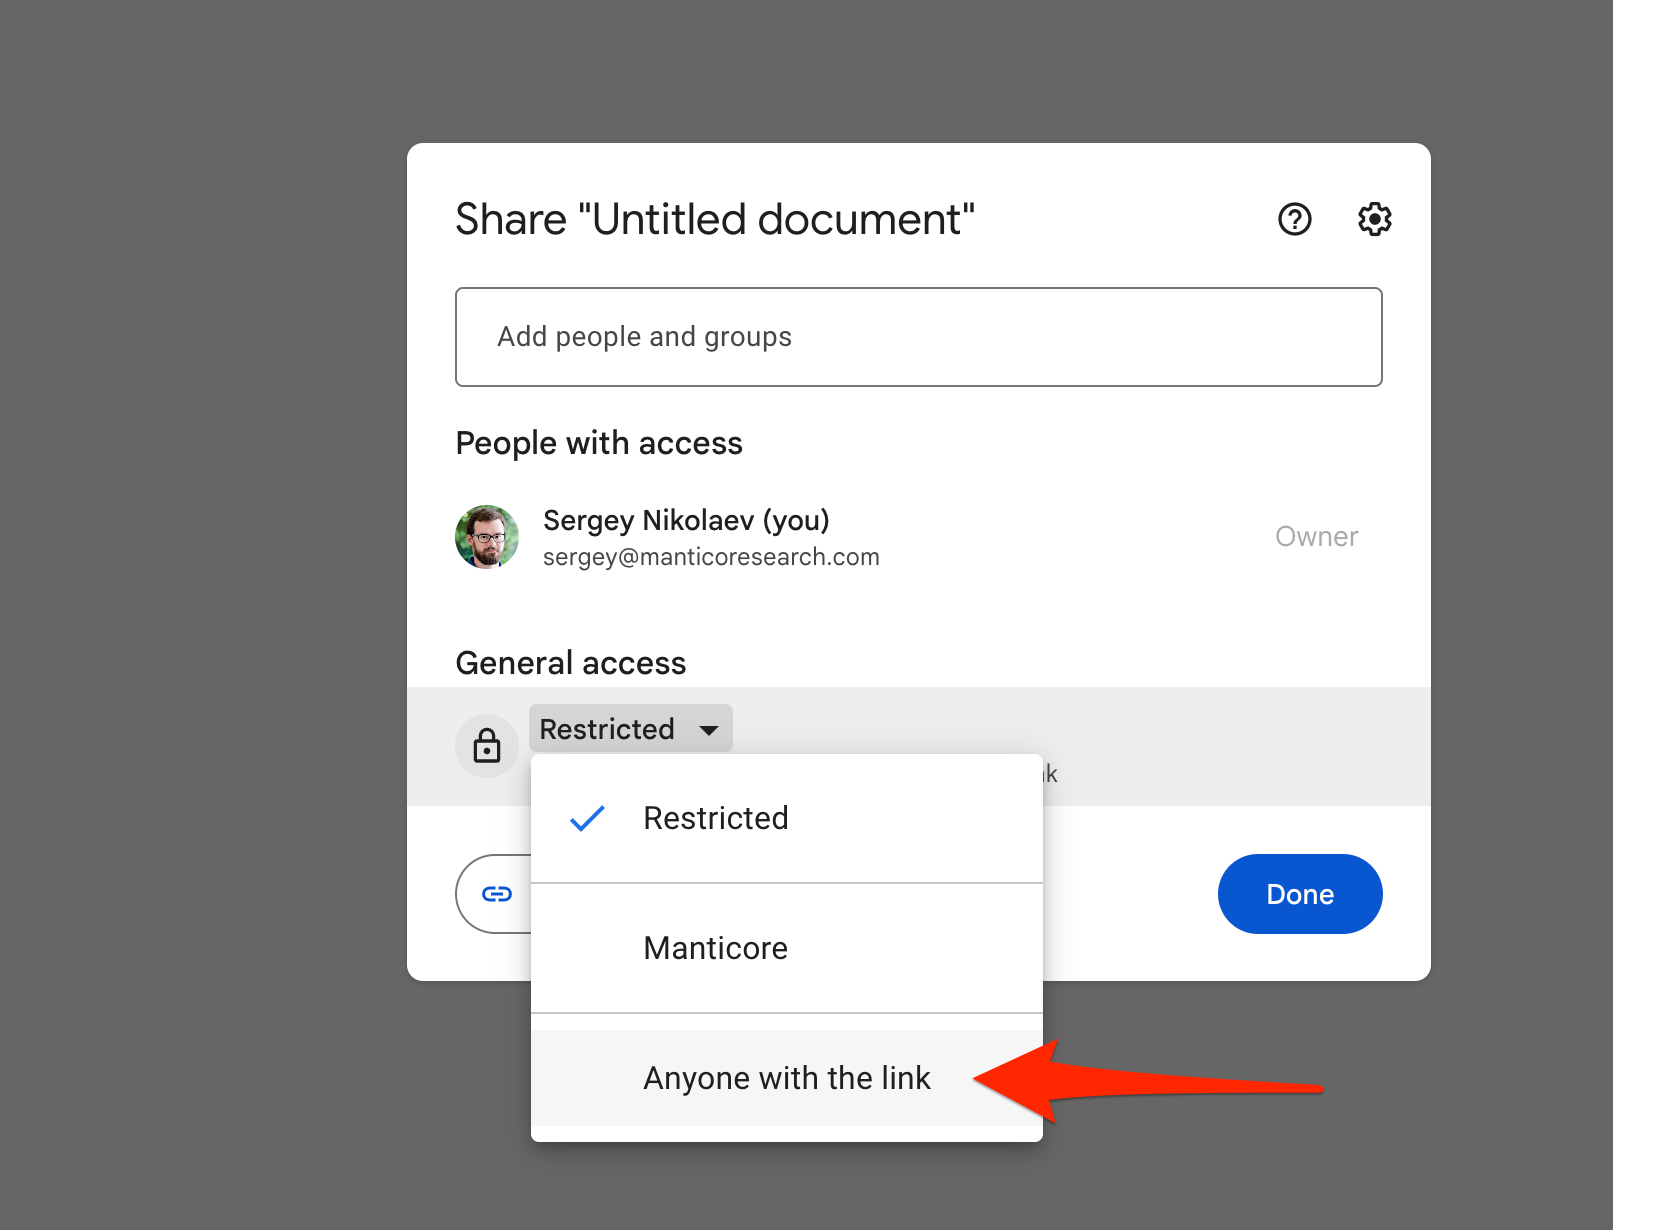 Share "Untitled document"
Add people and groups
People with access
Sergey Nikolaev (you)
sergey@manticoresearch.com
Owner
General access
Restricted
Restricted
Manticore
Anyone with the link
Done